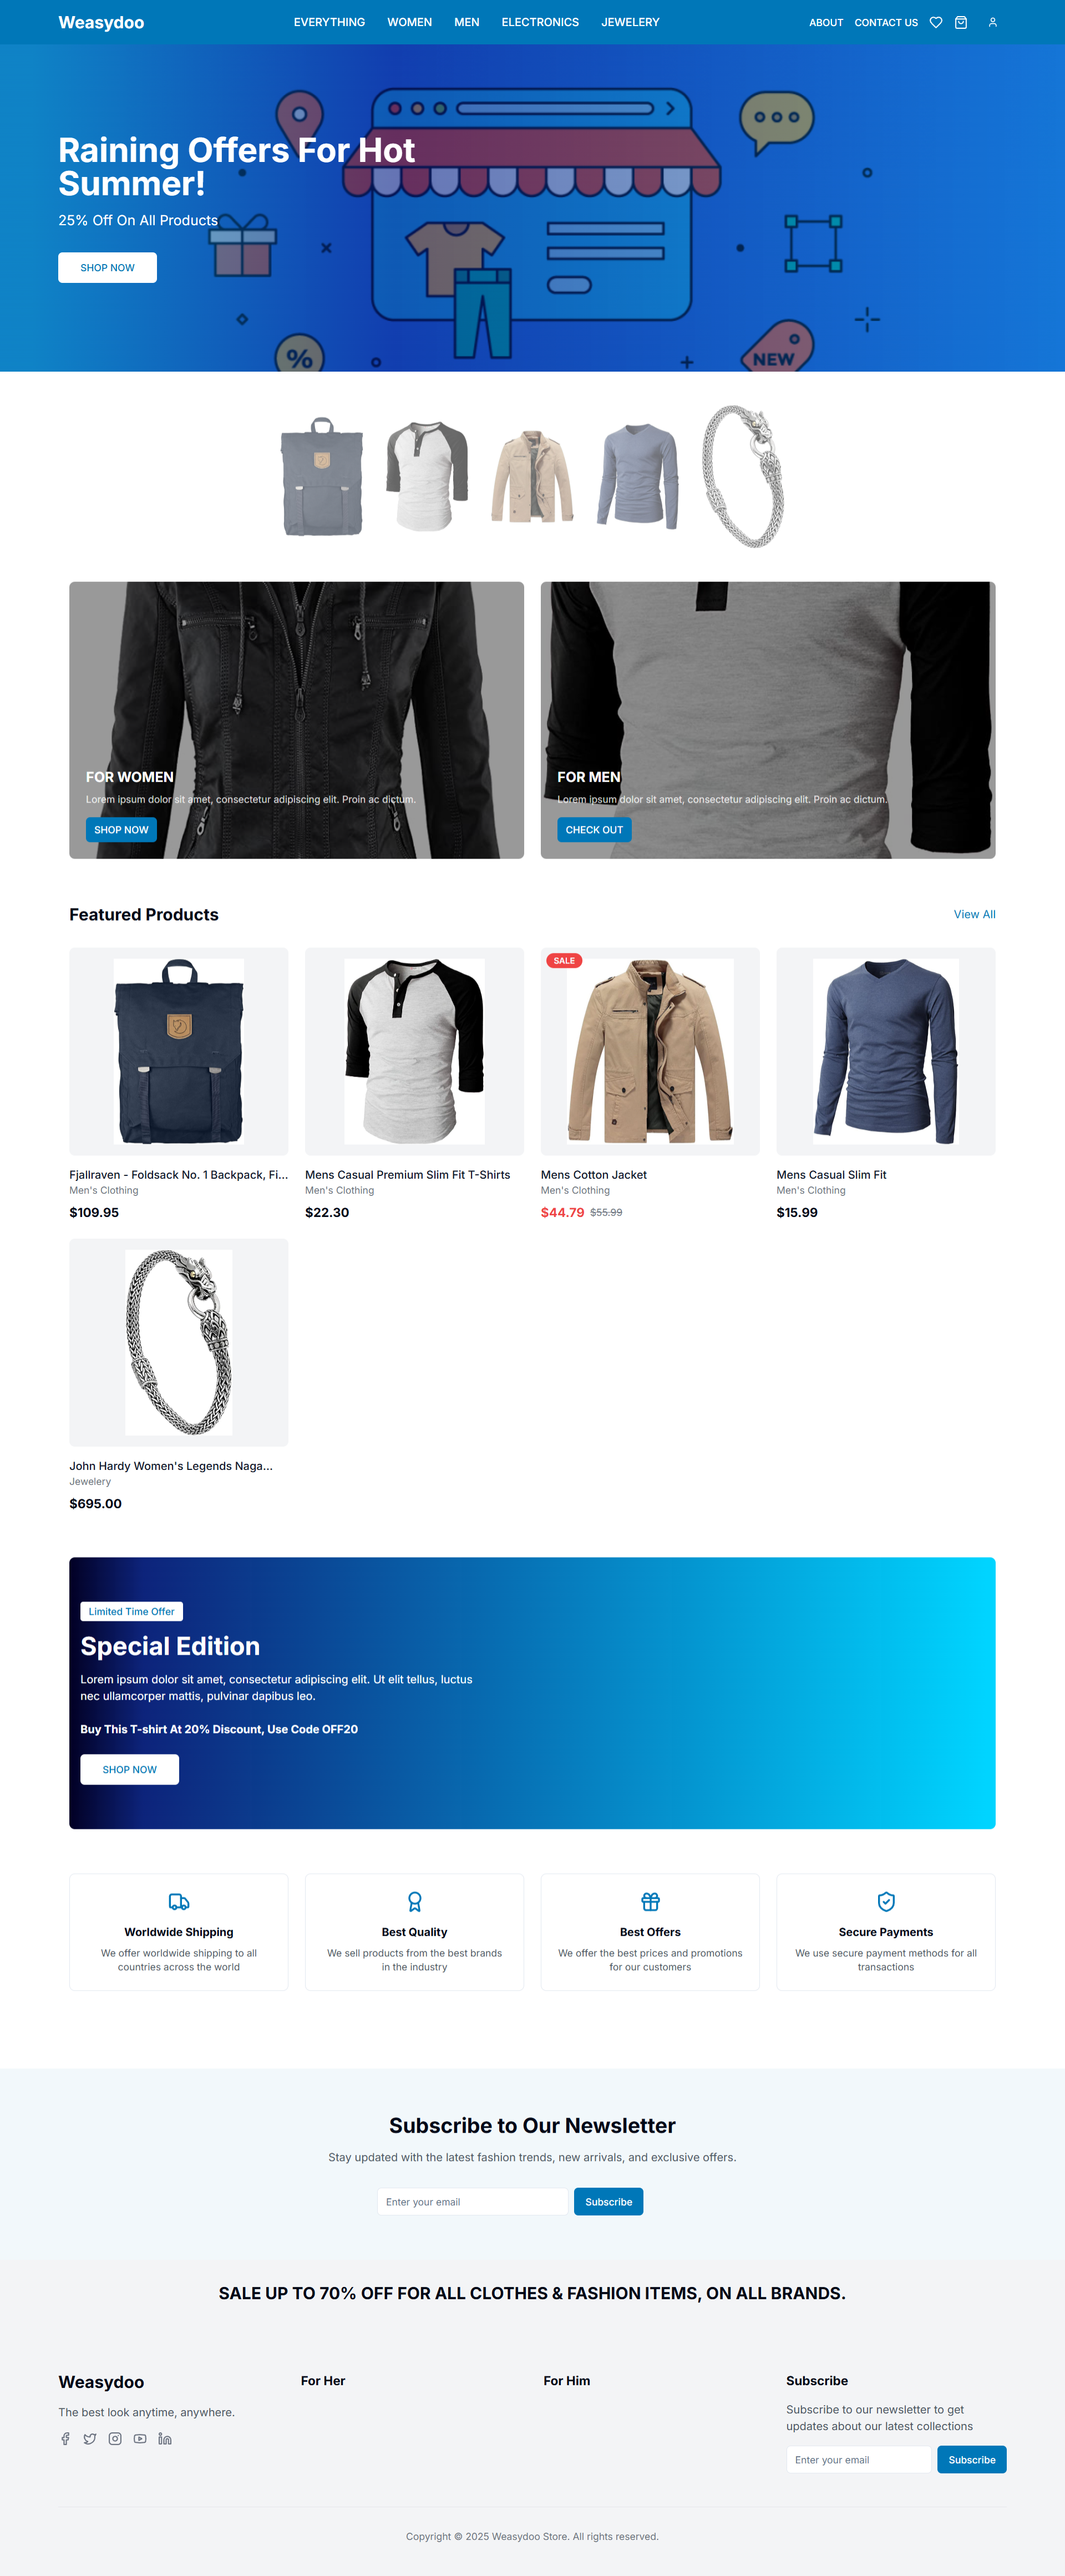 Weasydoo
EVERYTHING
WOMEN
MEN
ELECTRONICS
JEWELERY
ABOUT
CONTACT US
Raining Offers For Hot
Summer!
25% Off On All Products
SHOP NOW
%
NEW
FOR WOMEN
Lorem ipsum dolor sit amet, consectetur adipiscing elit. Proin ac dictum.
SHOP NOW
FOR MEN
Lorem ipsum dolor sit amet, consectetur adipiscing elit. Proin ac dictum.
CHECK OUT
Featured Products
View All
Fjallraven - Foldsack No. 1 Backpack, Fi...
Men's Clothing
$109.95
Mens Casual Premium Slim Fit T-Shirts
Men's Clothing
$22.30
SALE
Mens Cotton Jacket
Men's Clothing
$44.79 $55.99
Mens Casual Slim Fit
Men's Clothing
$15.99
John Hardy Women's Legends Naga...
Jewelery
$695.00
Limited Time Offer
Special Edition
Lorem ipsum dolor sit amet, consectetur adipiscing elit. Ut elit tellus, luctus
nec ullamcorper mattis, pulvinar dapibus leo.
Buy This T-shirt At 20% Discount, Use Code OFF20
SHOP NOW
Worldwide Shipping
We offer worldwide shipping to all
countries across the world
Best Quality
We sell products from the best brands
in the industry
Best Offers
We offer the best prices and promotions
for our customers
Secure Payments
We use secure payment methods for all
transactions
Subscribe to Our Newsletter
Stay updated with the latest fashion trends, new arrivals, and exclusive offers.
Enter your email
Subscribe
SALE UP TO 70% OFF FOR ALL CLOTHES & FASHION ITEMS, ON ALL BRANDS.
Weasydoo
The best look anytime, anywhere.
For Her
For Him
Subscribe
Subscribe to our newsletter to get
updates about our latest collections
Enter your email
Subscribe
Copyright © 2025 Weasydoo Store. All rights reserved.